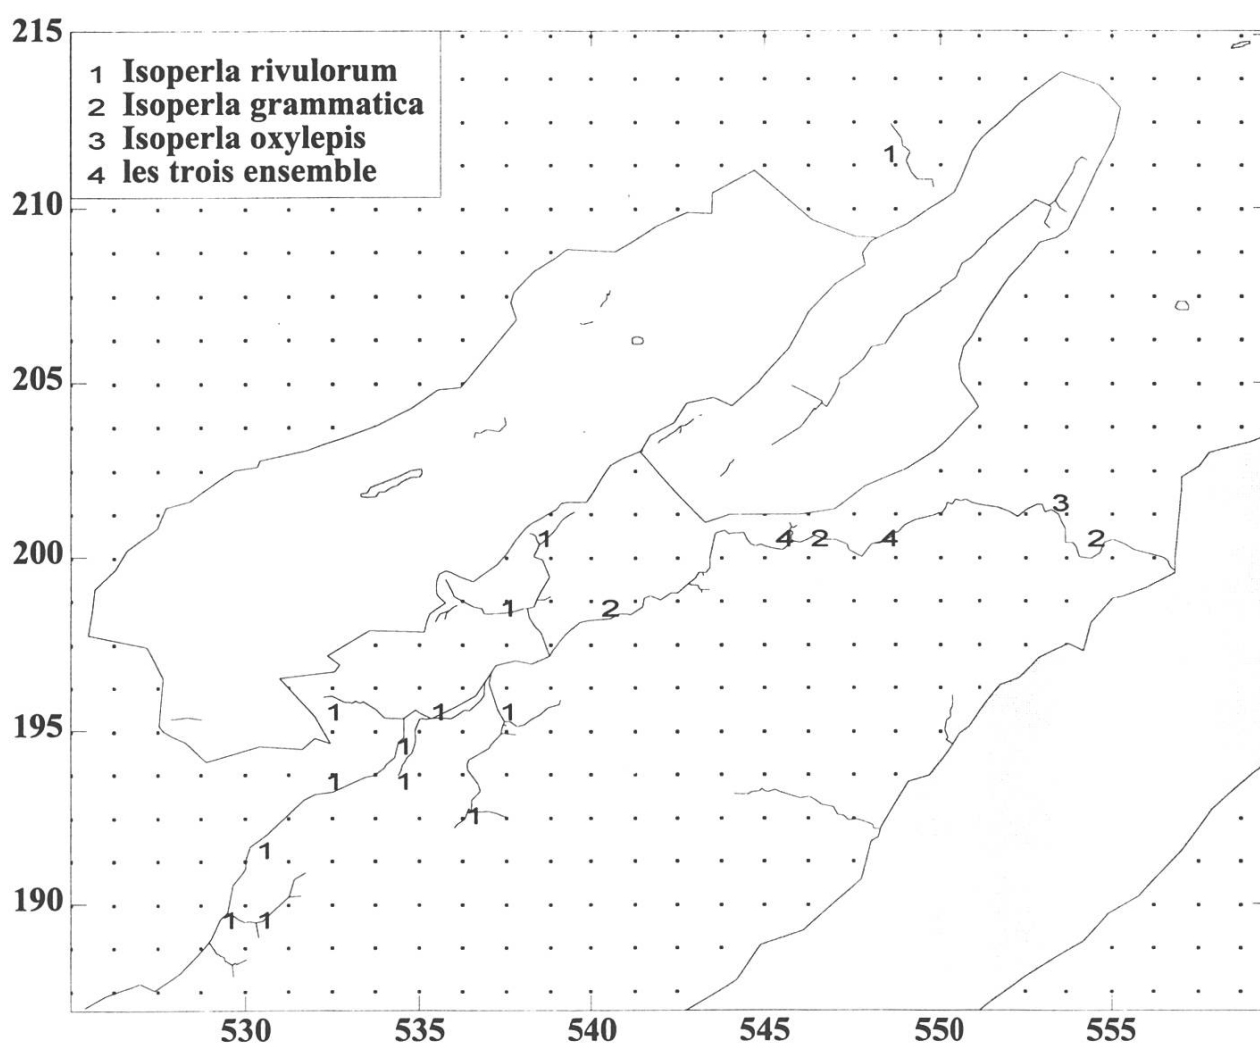 215
1 Isoperla rivulorum
2 Isoperla grammatica
3 Isoperla oxylepis
4 les trois ensemble
1
210
205
3
200
1
4 2 4 2
1 2
1 1 1
195
1
1 1
1
1
190
1 1
530 535 540 545 550 555